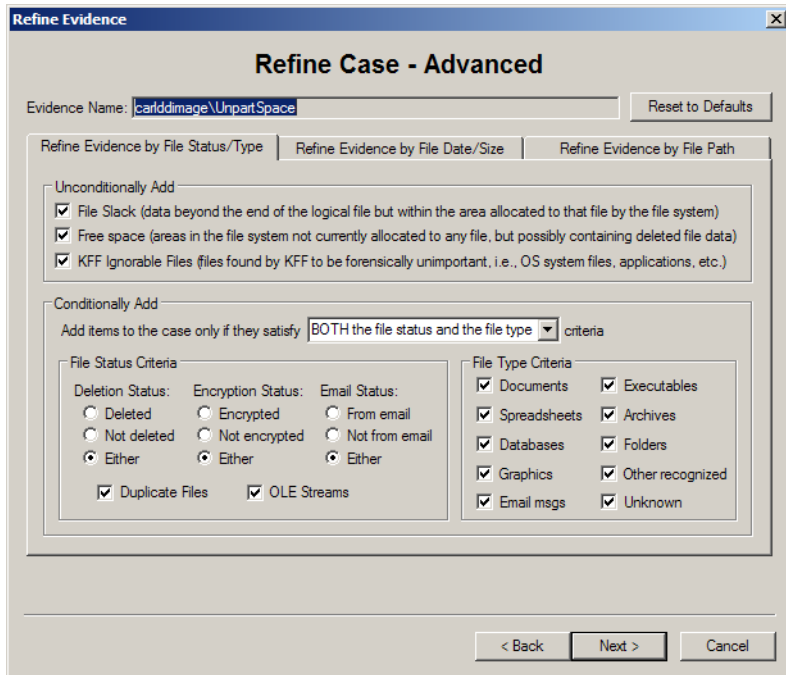 Refine Evidence
Refine Case - Advanced
Evidence Name: carlddimage\UnpartSpace
Reset to Defaults
Refine Evidence by File Status/Type
Refine Evidence by File Date/Size
Refine Evidence by File Path
Unconditionally Add
File Slack (data beyond the end of the logical file but within the area allocated to that file by the file system)
Free space (areas in the file system not currently allocated to any file, but possibly containing deleted file data)
KFF Ignorable Files (files found by KFF to be forensically unimportant, i.e., OS system files, applications, etc.)
Conditionally Add
Add items to the case only if they satisfy BOTH the file status and the file type criteria
File Status Criteria
Deletion Status: Encryption Status: Email Status:
Deleted Encrypted From email
Not deleted Not encrypted Not from email
Either Either Either
Duplicate Files OLE Streams
File Type Criteria
Documents Executables
Spreadsheets Archives
Databases Folders
Graphics Other recognized
Email msgs Unknown
< Back Next > Cancel